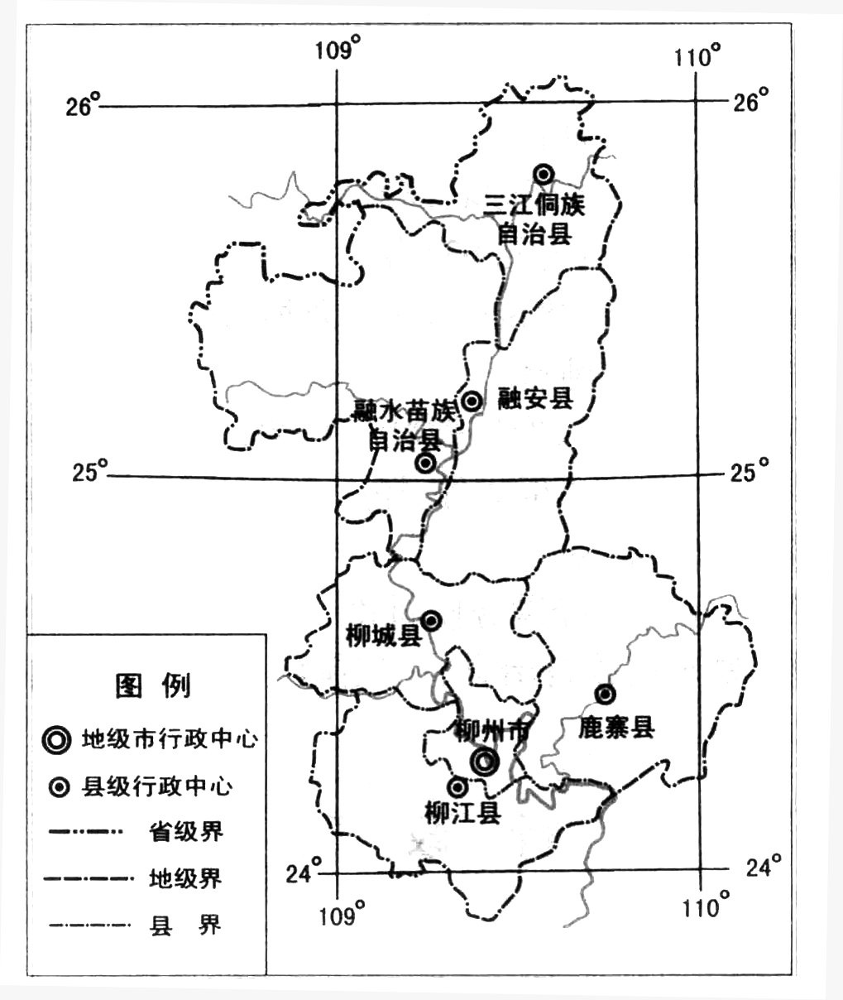 109°
110°
26°
26°
三江侗族
自治县
融安县
融水苗族
自治县
25°
25°
柳城县
柳州市
鹿寨县
柳江县
24°
24°
109°
110°
图例
地级市行政中心
县级行政中心
省级界
地级界
县界